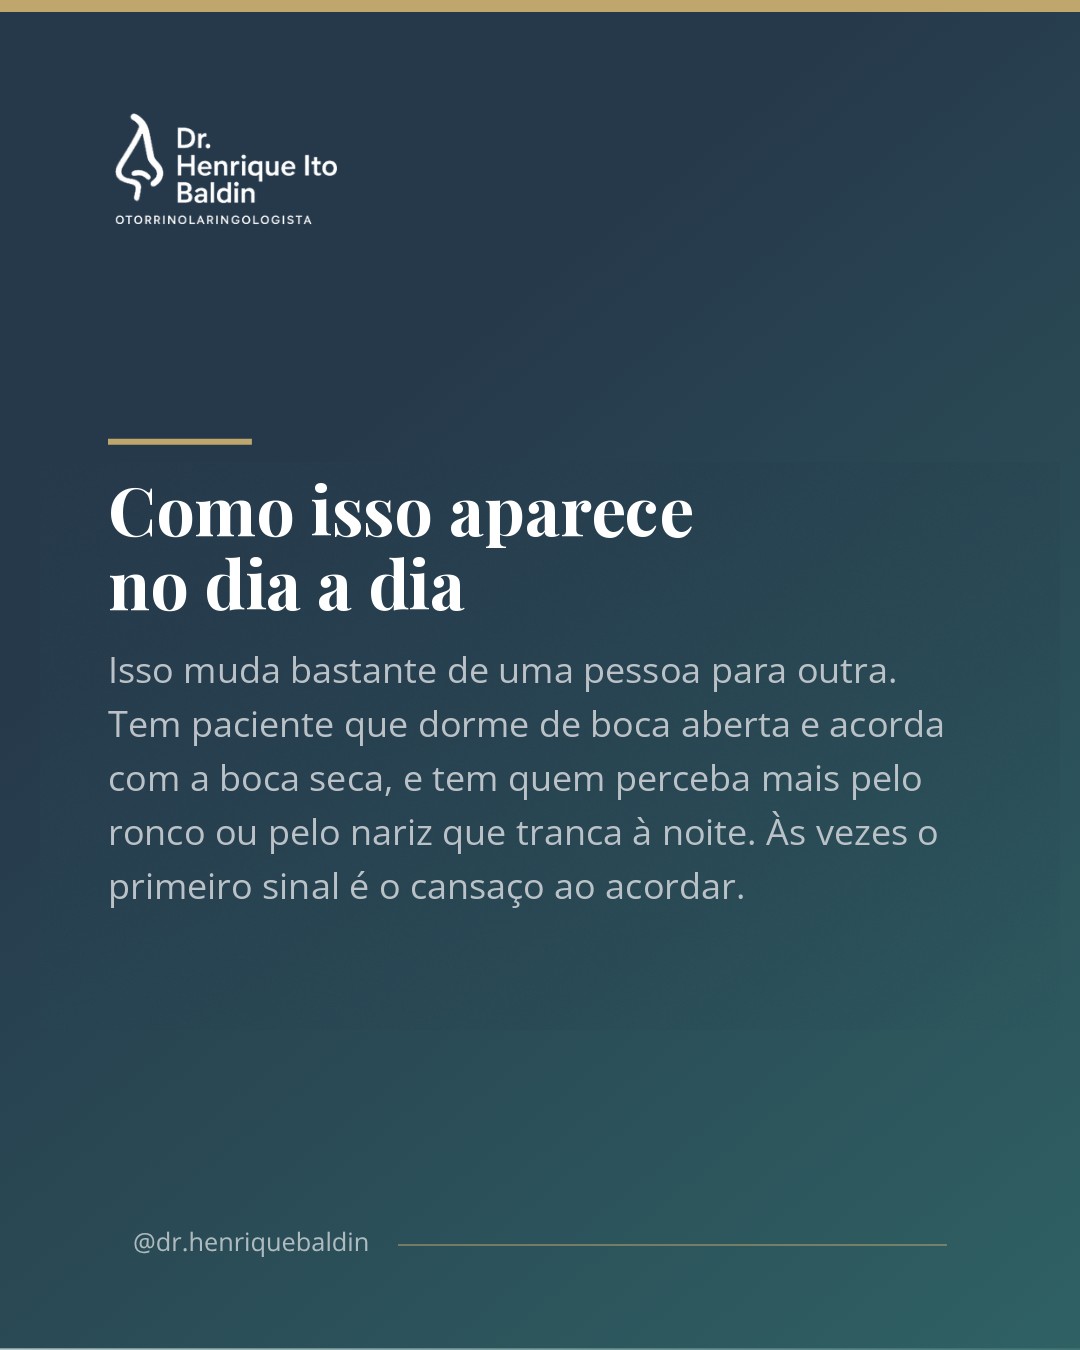 Dr.
Henrique Ito
Baldin
OTORRINOLARINGOLOGISTA
Como isso aparece
no dia a dia
Isso muda bastante de uma pessoa para outra.
Tem paciente que dorme de boca aberta e acorda
com a boca seca, e tem quem perceba mais pelo
ronco ou pelo nariz que tranca à noite. Às vezes o
primeiro sinal é o cansaço ao acordar.
@dr.henriquebaldin